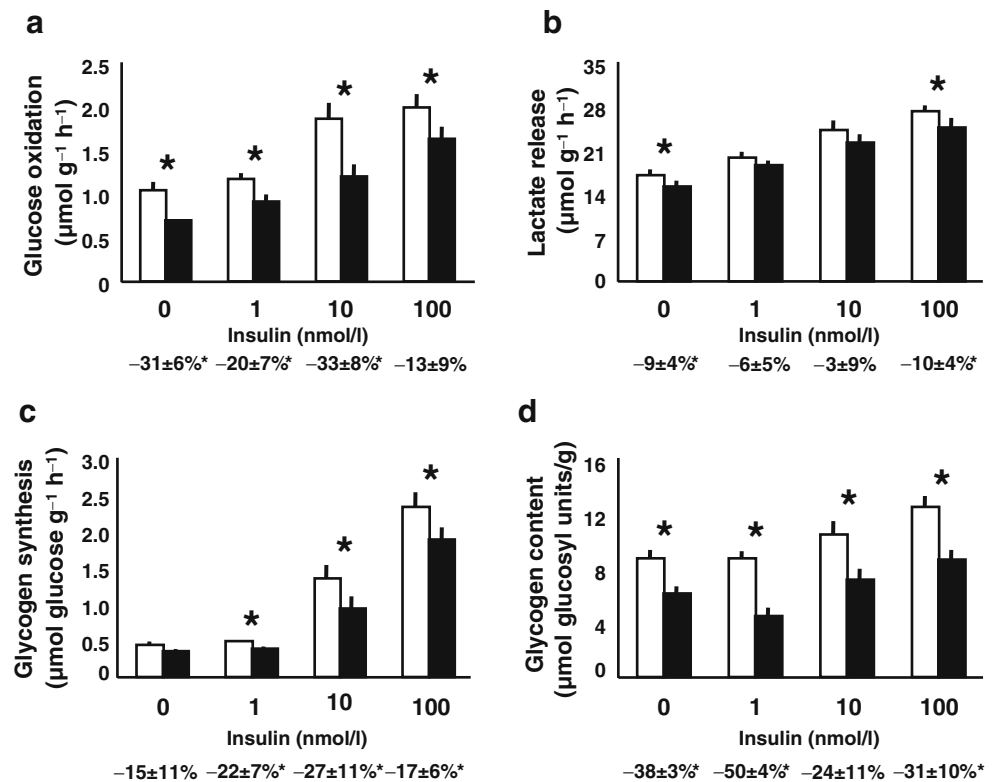 a
Glucose oxidation
(µmol g⁻¹ h⁻¹)
2.5
2.0
1.5
1.0
0.5
0
*
*
*
*
0 1 10 100
Insulin (nmol/l)
−31±6%* −20±7%* −33±8%* −13±9%
b
Lactate release
(µmol g⁻¹ h⁻¹)
35
28
21
14
7
0
*
*
0 1 10 100
Insulin (nmol/l)
−9±4%* −6±5% −3±9% −10±4%*
c
Glycogen synthesis
(µmol glucose g⁻¹ h⁻¹)
3.0
2.5
2.0
1.5
1.0
0.5
0
*
*
*
0 1 10 100
Insulin (nmol/l)
−15±11% −22±7%* −27±11%* −17±6%*
d
Glycogen content
(µmol glucosyl units/g)
16
12
8
4
0
*
*
*
*
0 1 10 100
Insulin (nmol/l)
−38±3%* −50±4%* −24±11% −31±10%*